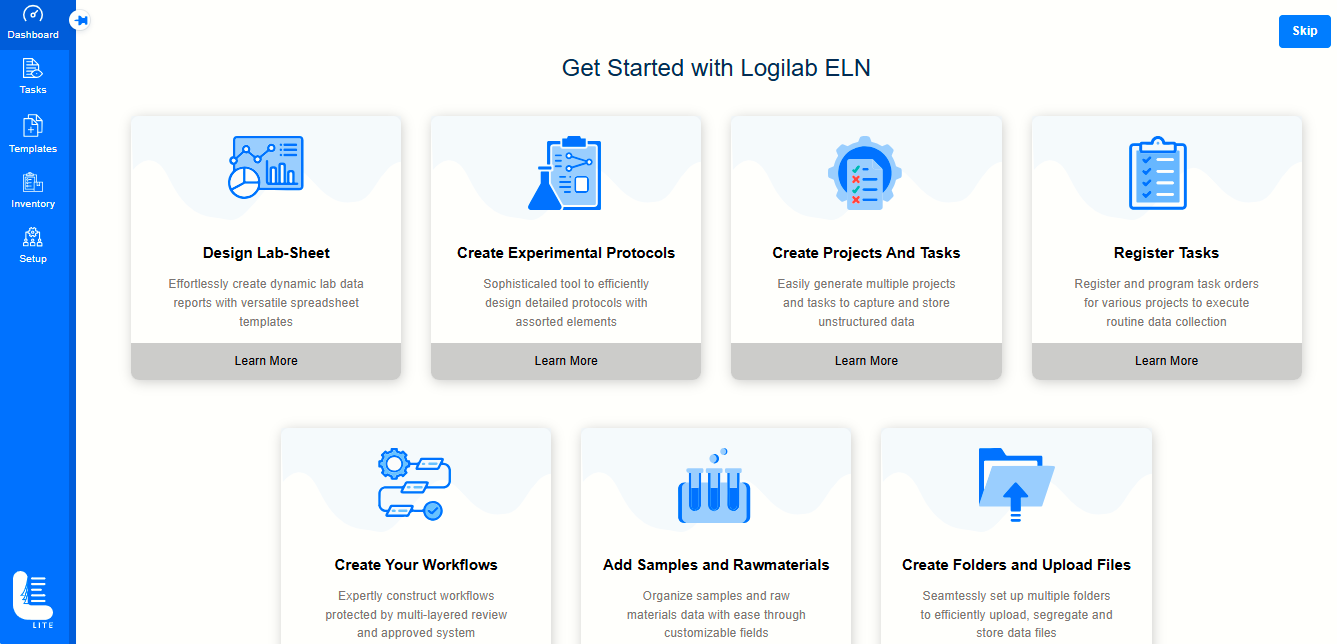 Dashboard
Tasks
Templates
Inventory
Setup
LITE
Skip
Get Started with Logilab ELN
Design Lab-Sheet
Effortlessly create dynamic lab data
reports with versatile spreadsheet
templates
Learn More
Create Experimental Protocols
Sophisticaled tool to efficiently
design detailed protocols with
assorted elements
Learn More
Create Projects And Tasks
Easily generate multiple projects
and tasks to capture and store
unstructured data
Learn More
Register Tasks
Register and program task orders
for various projects to execute
routine data collection
Learn More
Create Your Workflows
Expertly construct workflows
protected by multi-layered review
and approved system
Add Samples and Rawmaterials
Organize samples and raw
materials data with ease through
customizable fields
Create Folders and Upload Files
Seamtessly set up multiple folders
to efficiently upload, segregate and
store data files